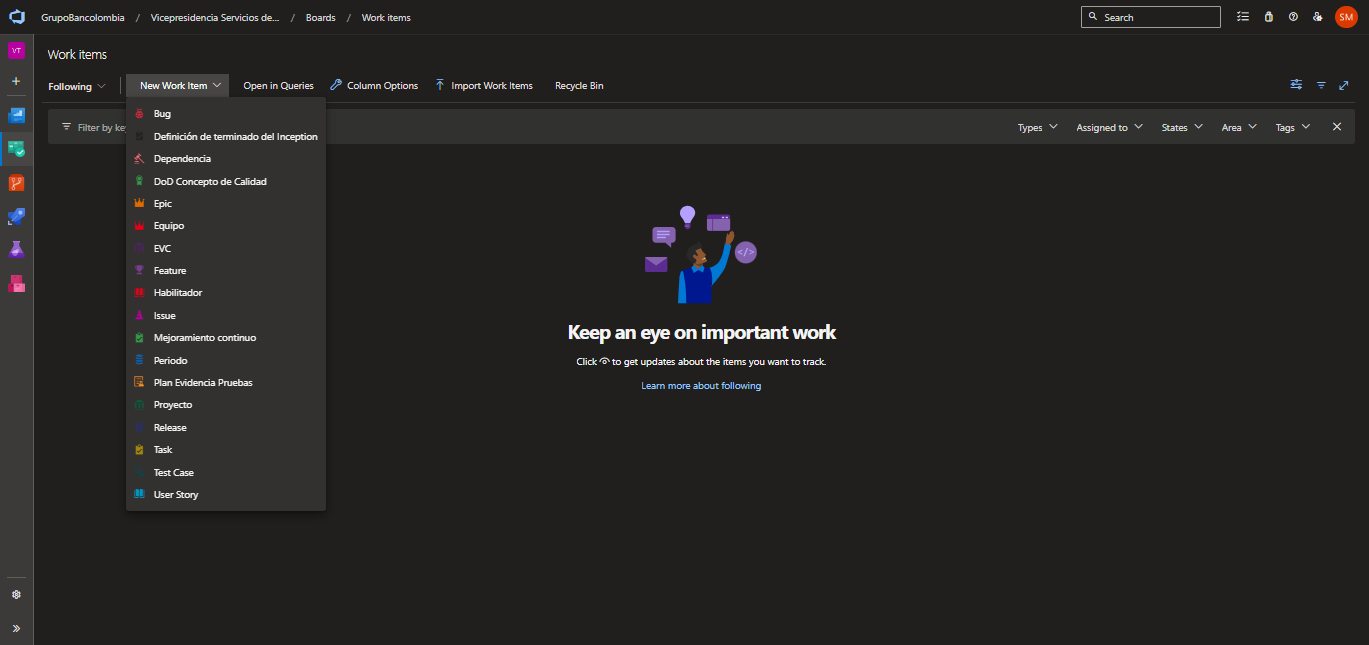 GrupoBancolombia / Vicepresidencia Servicios de... / Boards / Work items
Search
SM
VT
Work items
Following
New Work Item
Open in Queries
Column Options
Import Work Items
Recycle Bin
Filter by ke
Types
Assigned to
States
Area
Tags
Bug
Definición de terminado del Inception
Dependencia
DoD Concepto de Calidad
Epic
Equipo
EVC
Feature
Habilitador
Issue
Mejoramiento continuo
Periodo
Plan Evidencia Pruebas
Proyecto
Release
Task
Test Case
User Story
Keep an eye on important work
Click to get updates about the items you want to track.
Learn more about following